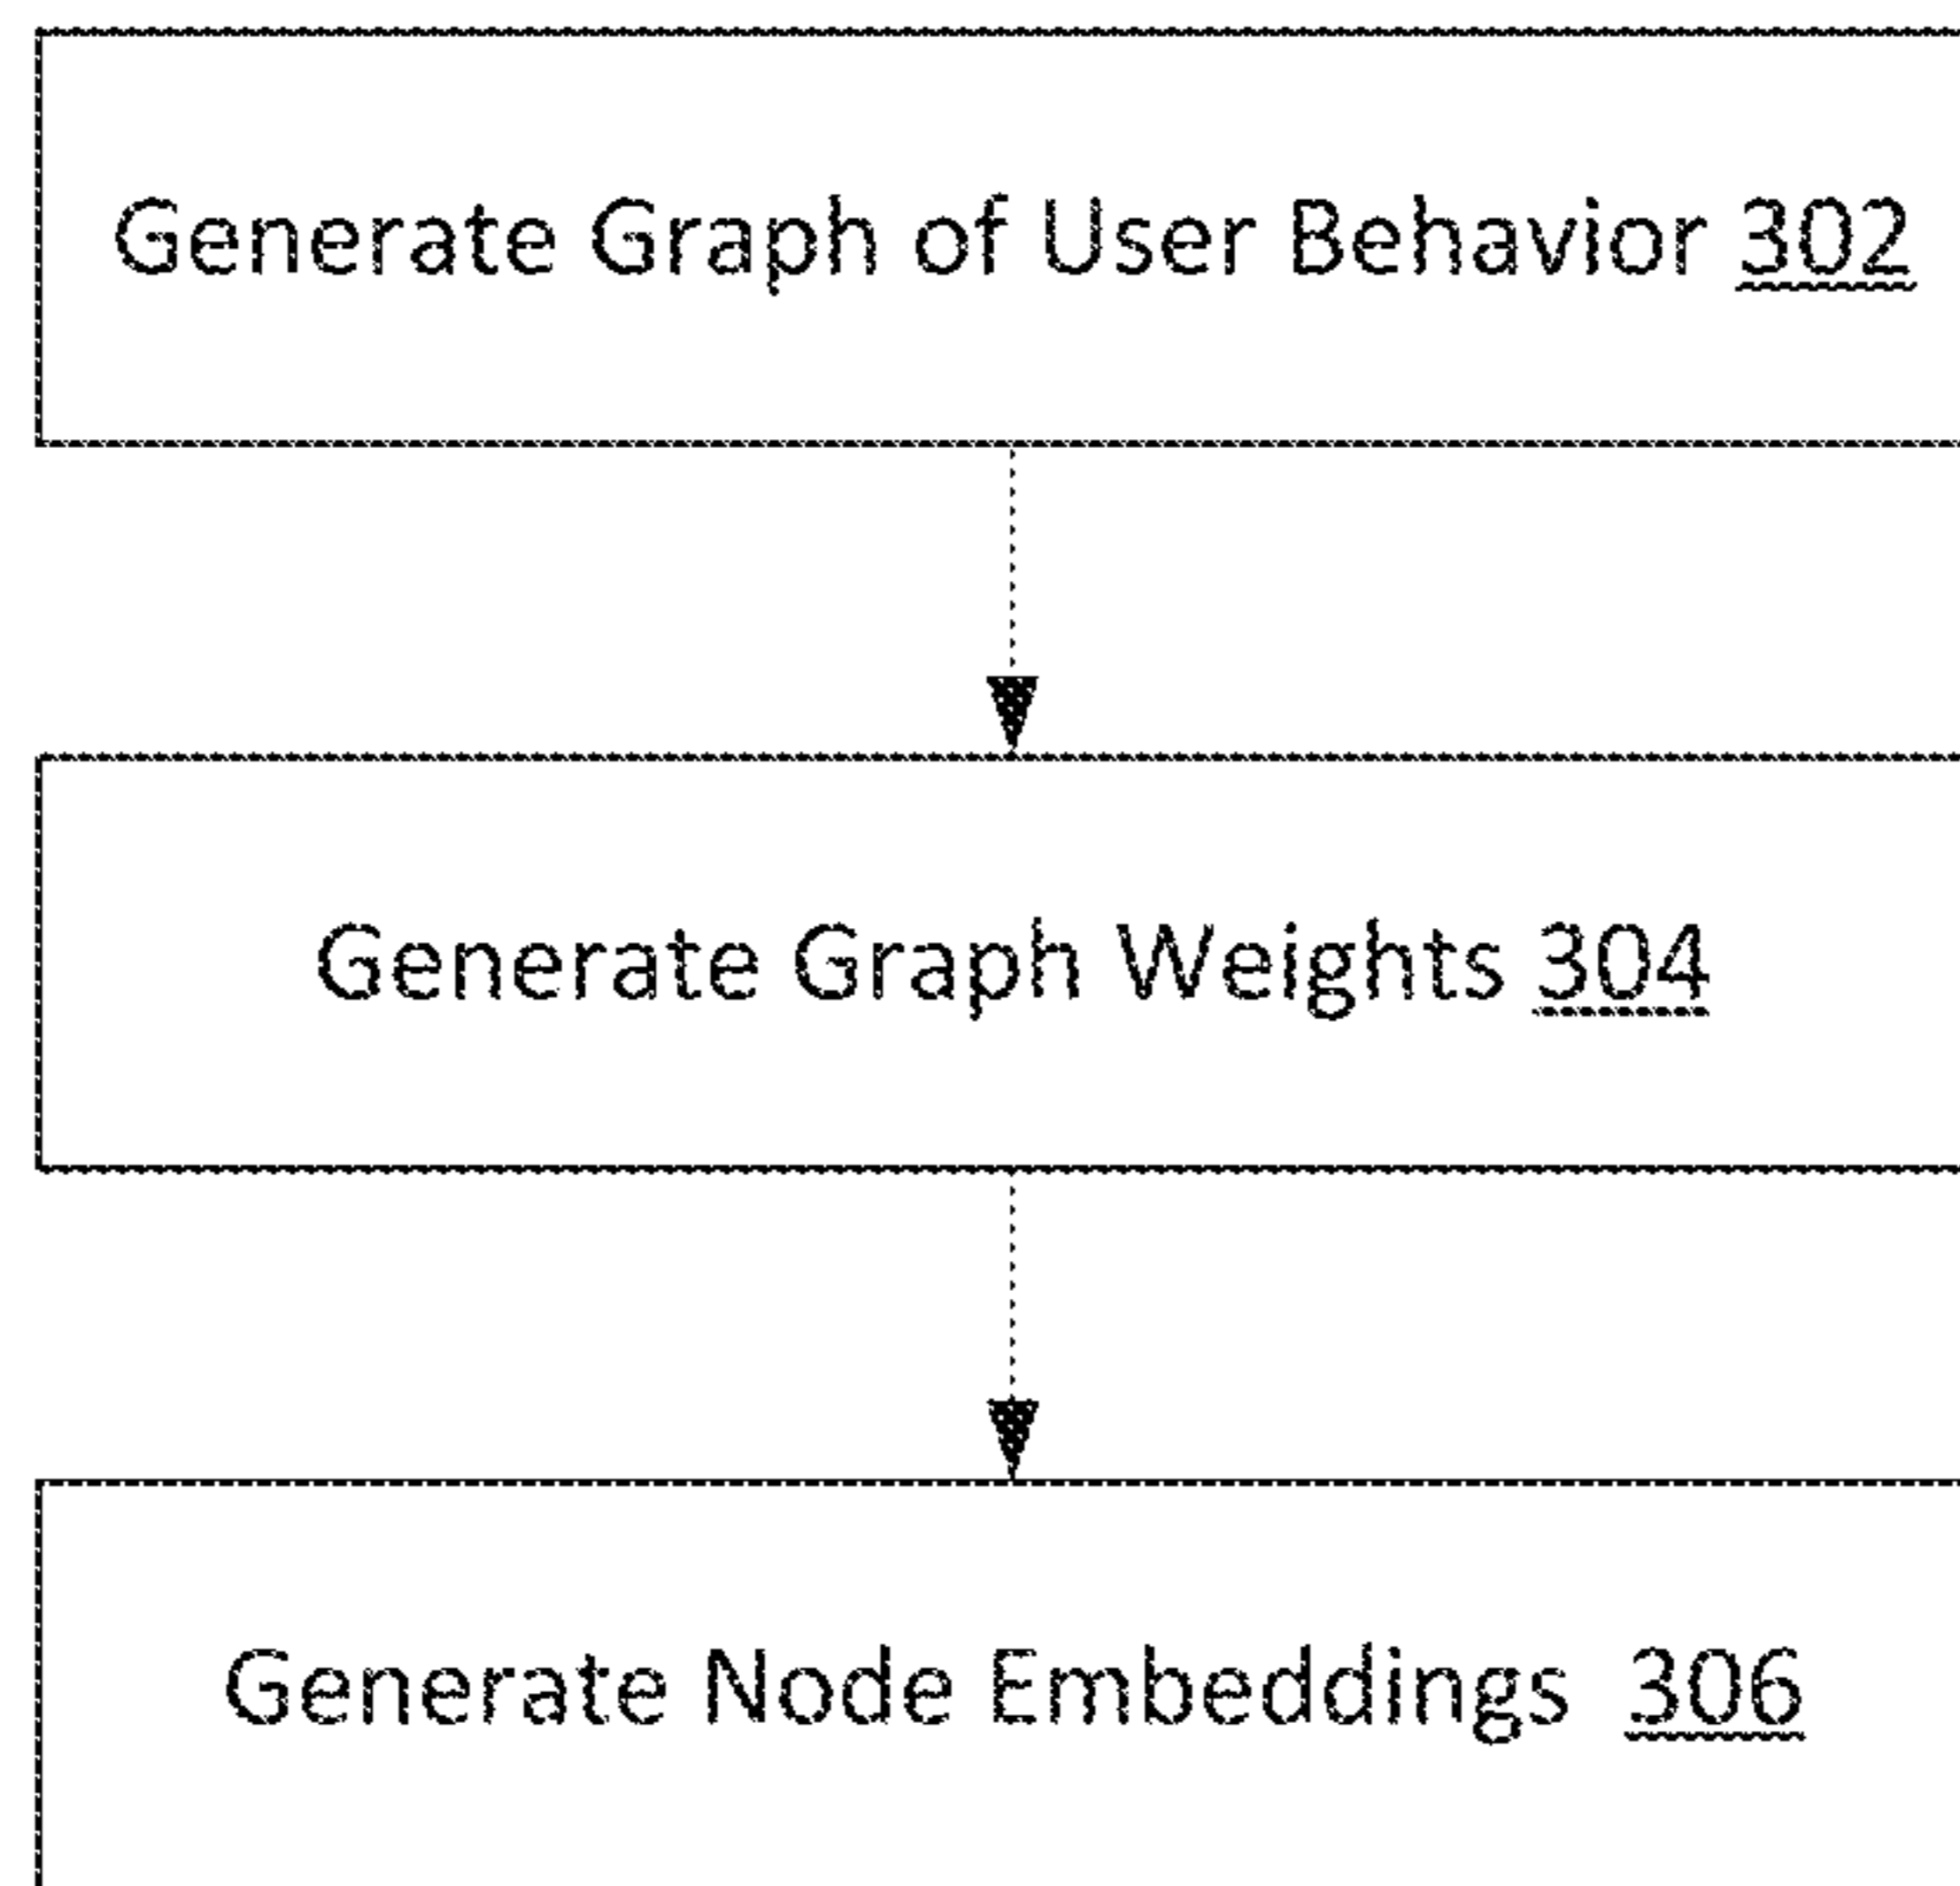 Generate Graph of User Behavior 302
Generate Graph Weights 304
Generate Node Embeddings 306